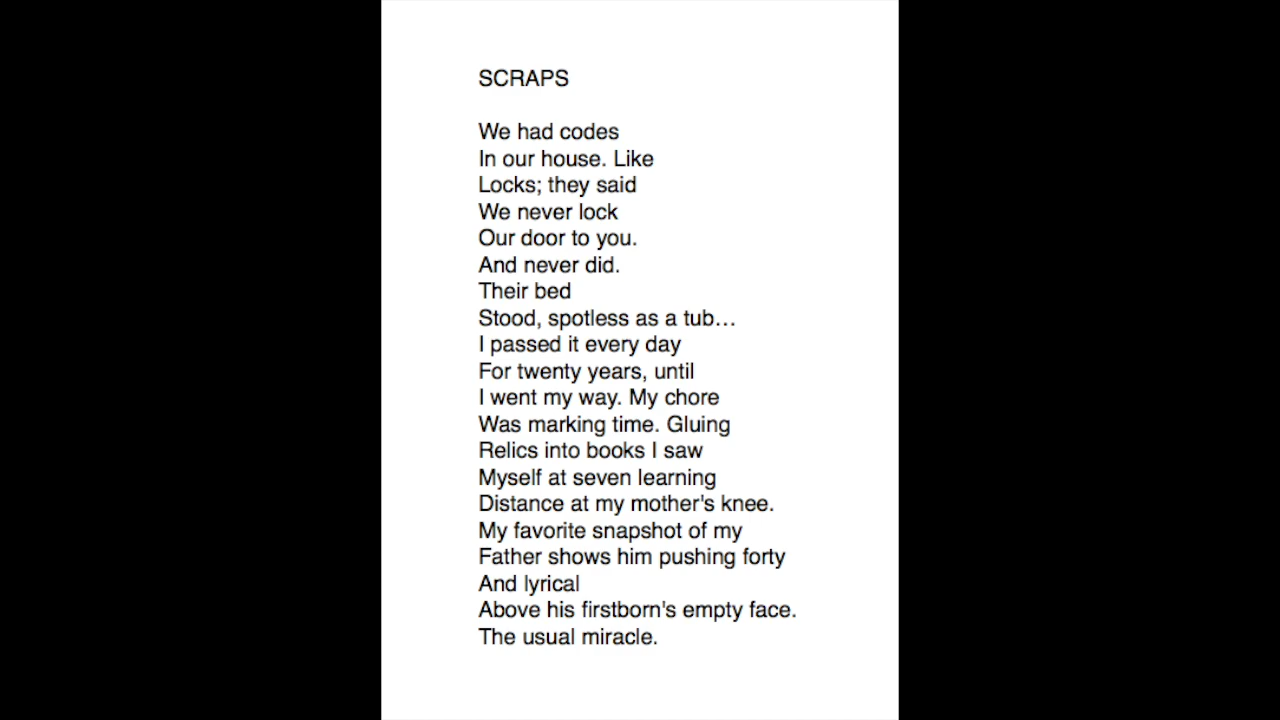 SCRAPS
We had codes
In our house. Like
Locks; they said
We never lock
Our door to you.
And never did.
Their bed
Stood, spotless as a tub…
I passed it every day
For twenty years, until
I went my way. My chore
Was marking time. Gluing
Relics into books I saw
Myself at seven learning
Distance at my mother's knee.
My favorite snapshot of my
Father shows him pushing forty
And lyrical
Above his firstborn's empty face.
The usual miracle.